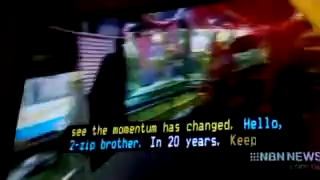 see the momentum has changed. Hello,
2-zip brother. In 20 years. Keep
NBN NEWS